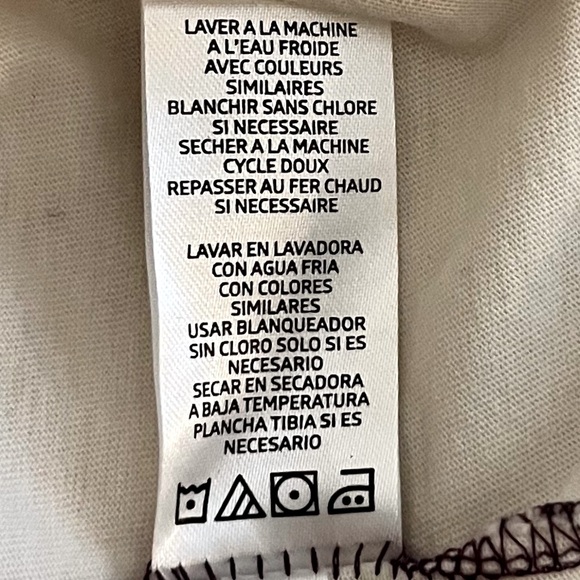 LAVER A LA MACHINE
A L'EAU FROIDE
AVEC COULEURS
SIMILAIRES
BLANCHIR SANS CHLORE
SI NECESSAIRE
SECHER A LA MACHINE
CYCLE DOUX
REPASSER AU FER CHAUD
SI NECESSAIRE
LAVAR EN LAVADORA
CON AGUA FRIA
CON COLORES
SIMILARES
USAR BLANQUEADOR
SIN CLORO SOLO SI ES
NECESARIO
SECAR EN SECADORA
A BAJA TEMPERATURA
PLANCHA TIBIA SI ES
NECESARIO